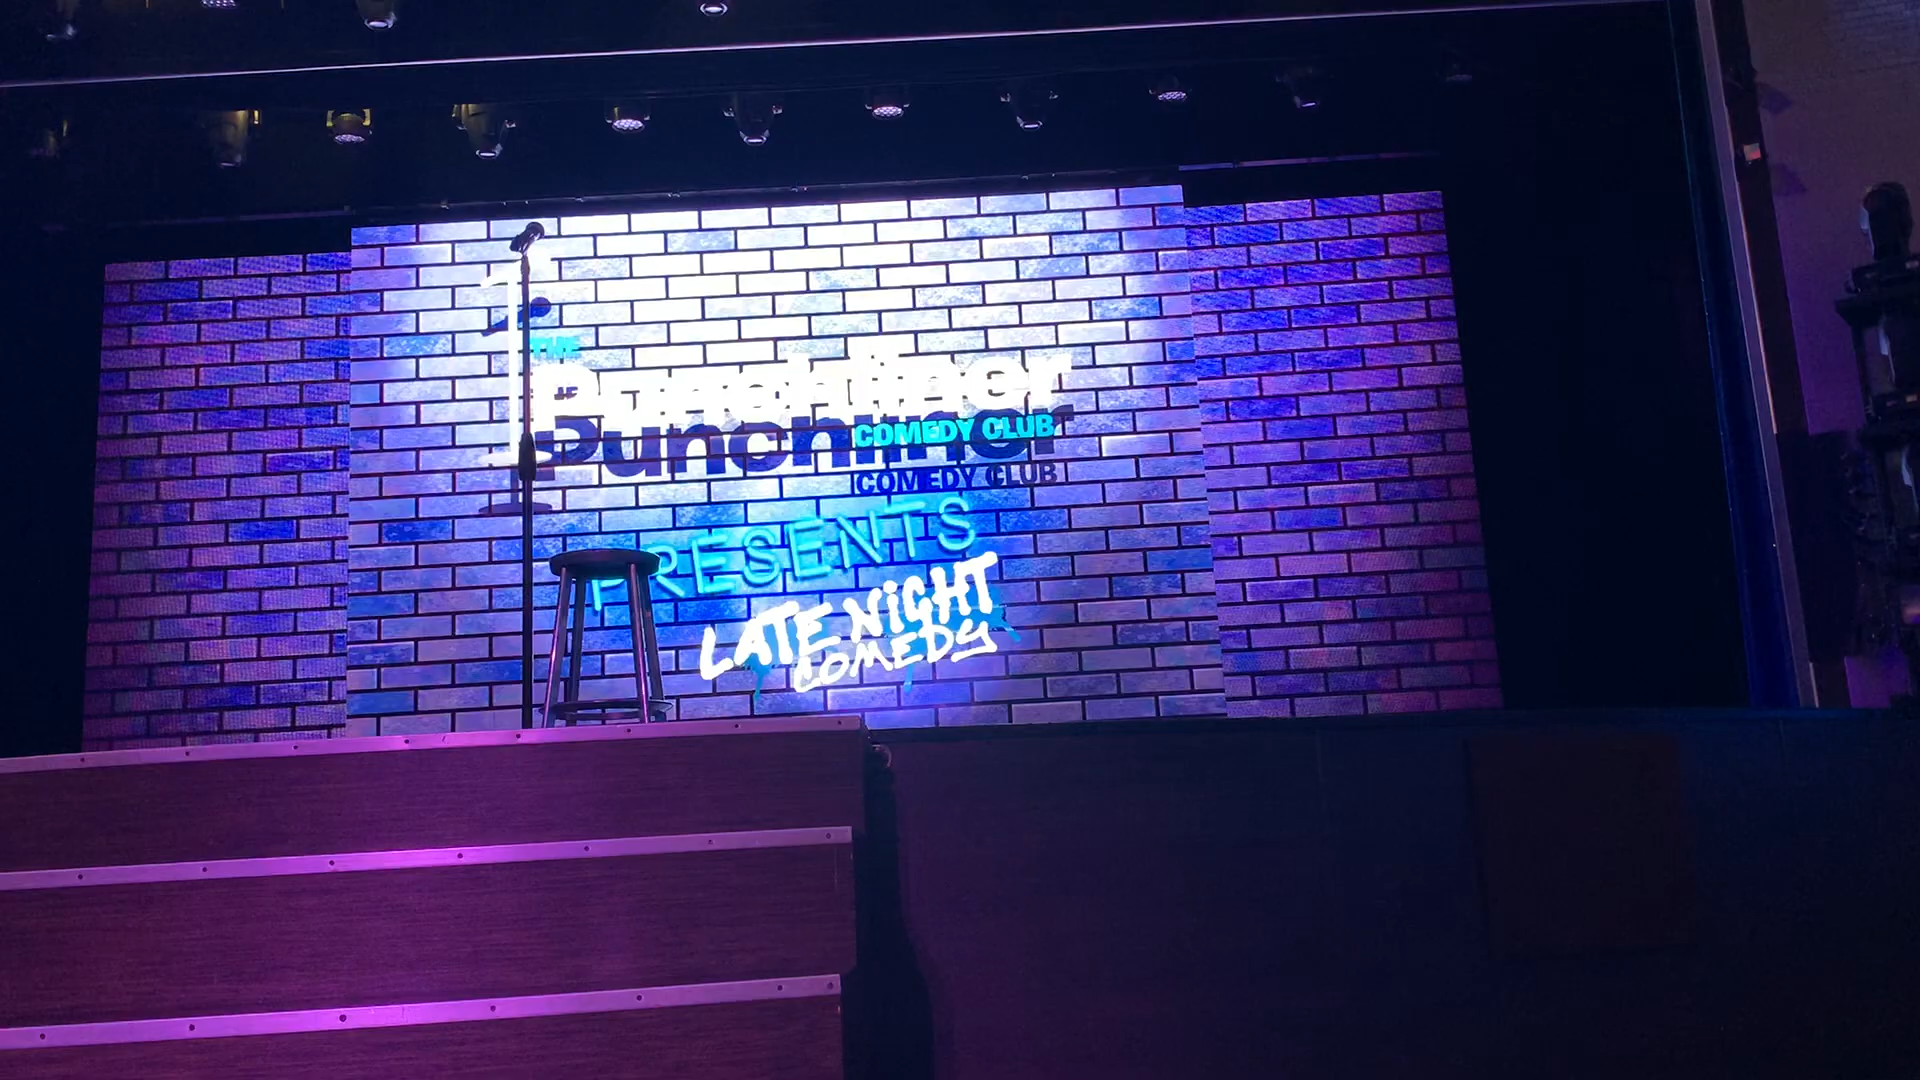 THE
Punchliner
COMEDY CLUB
PRESENTS
LATE NIGHT
COMEDY